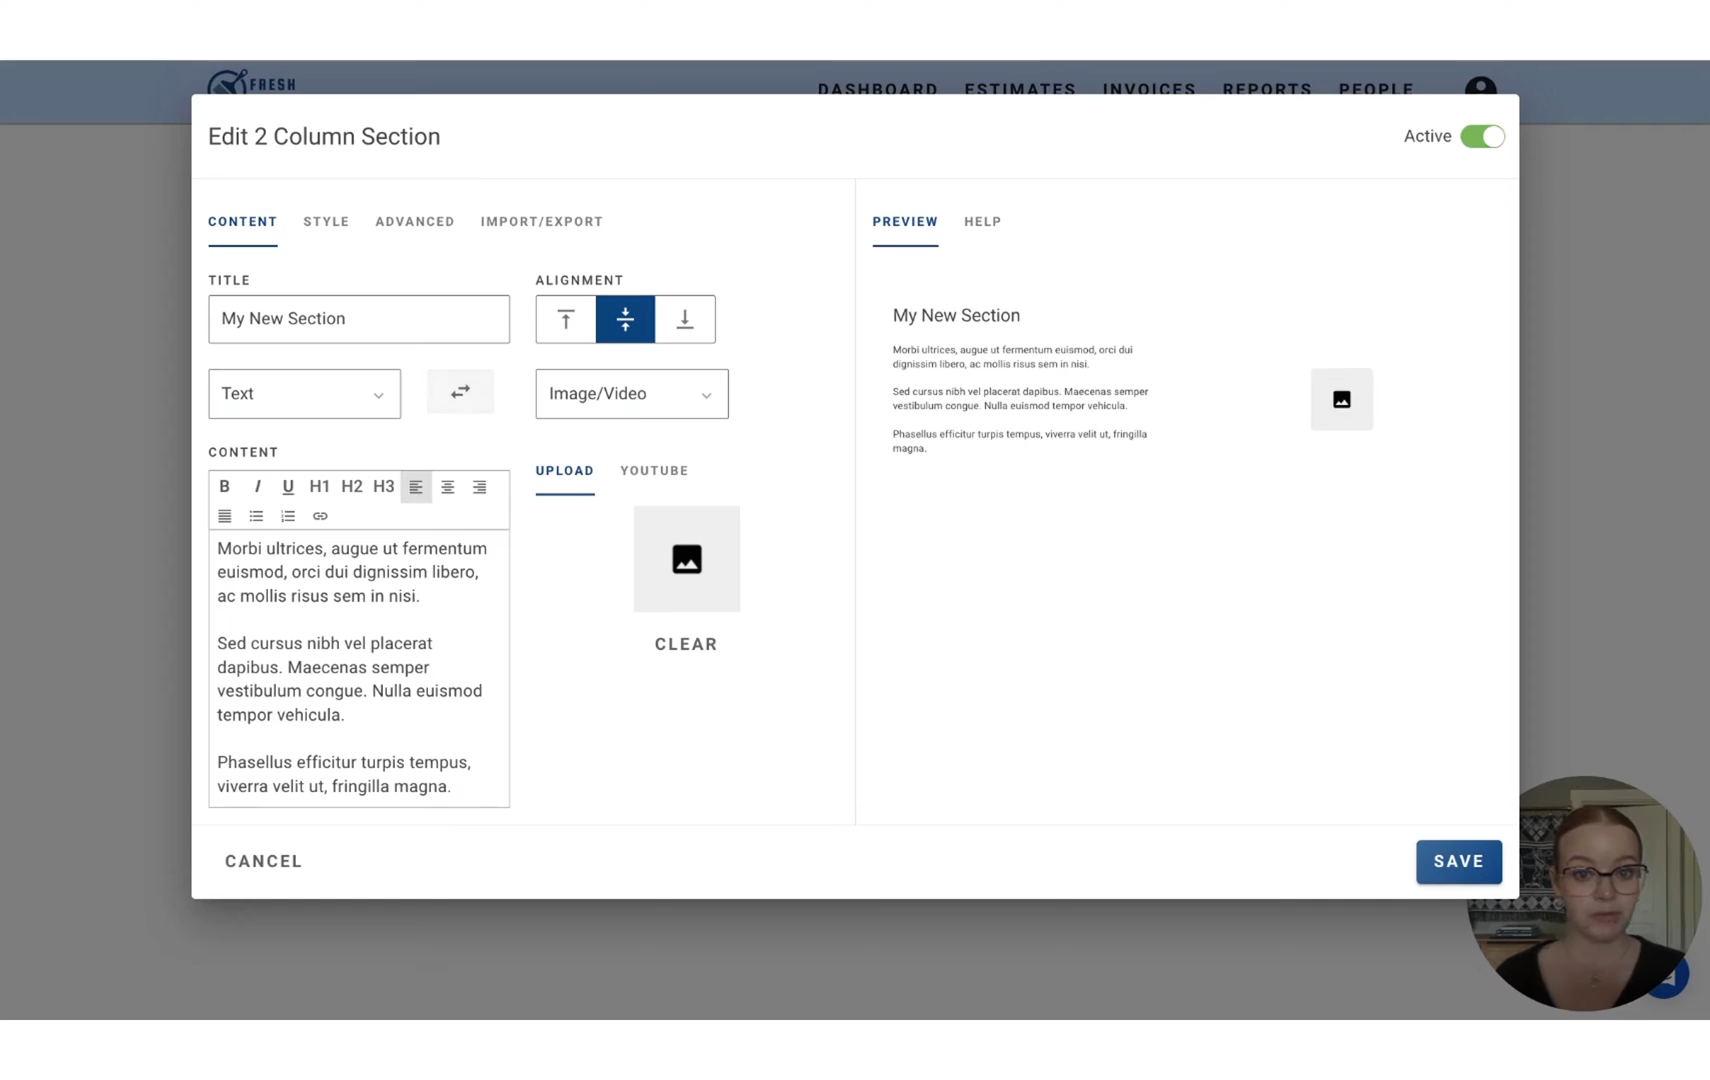 FRESH
DASHBOARD ESTIMATES INVOICES REPORTS PEOPLE
Edit 2 Column Section
Active
CONTENT STYLE ADVANCED IMPORT/EXPORT
PREVIEW HELP
TITLE
ALIGNMENT
My New Section
Text
Image/Video
CONTENT
B I U H1 H2 H3
Morbi ultrices, augue ut fermentum
euismod, orci dui dignissim libero,
ac mollis risus sem in nisi.
Sed cursus nibh vel placerat
dapibus. Maecenas semper
vestibulum congue. Nulla euismod
tempor vehicula.
Phasellus efficitur turpis tempus,
viverra velit ut, fringilla magna.
UPLOAD YOUTUBE
CLEAR
My New Section
Morbi ultrices, augue ut fermentum euismod, orci dui
dignissim libero, ac mollis risus sem in nisi.
Sed cursus nibh vel placerat dapibus. Maecenas semper
vestibulum congue. Nulla euismod tempor vehicula.
Phasellus efficitur turpis tempus, viverra velit ut, fringilla
magna.
CANCEL
SAVE